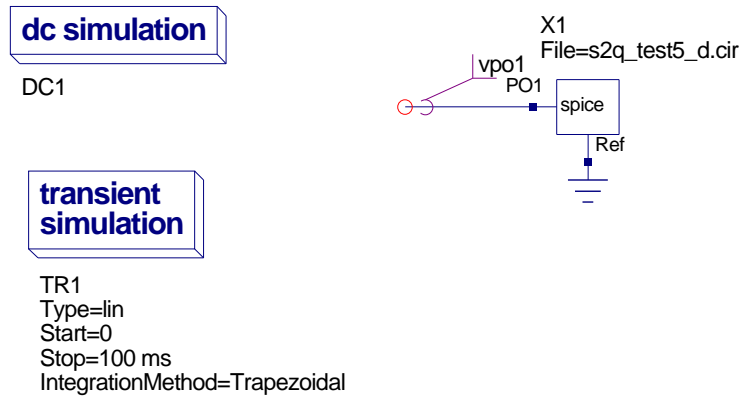 dc simulation
DC1
X1
File=s2q_test5_d.cir
vpo1
PO1
spice
Ref
transient
simulation
TR1
Type=lin
Start=0
Stop=100 ms
IntegrationMethod=Trapezoidal